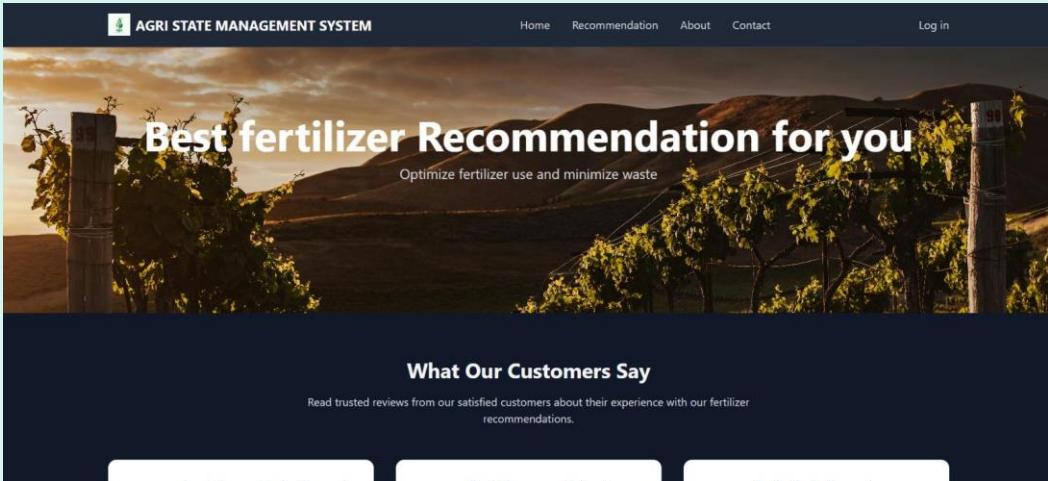 AGRI STATE MANAGEMENT SYSTEM
Home Recommendation About Contact
Log in
98
98
Best fertilizer Recommendation for you
Optimize fertilizer use and minimize waste
What Our Customers Say
Read trusted reviews from our satisfied customers about their experience with our fertilizer
recommendations.